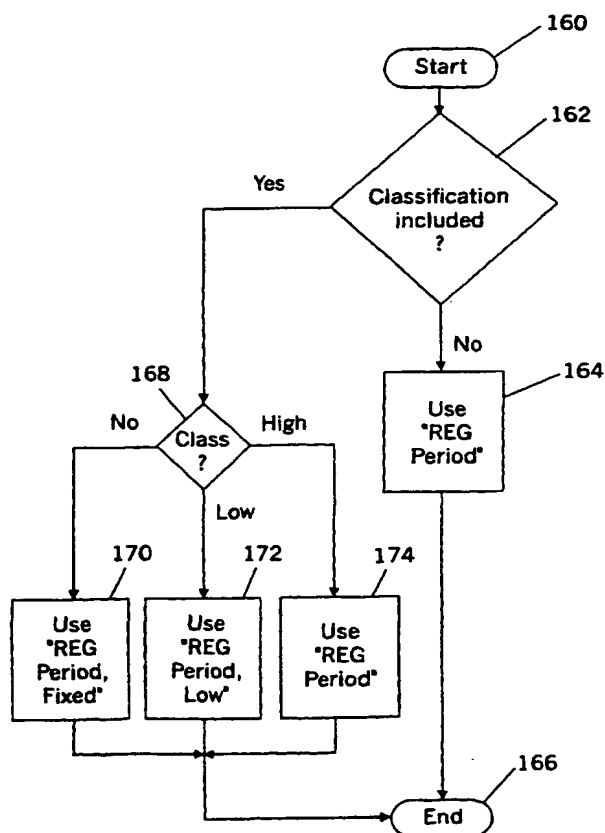 160
Start
162
Yes
Classification
included
?
No
164
168
No
High
Class
?
Use
"REG
Period"
Low
170
172
174
Use
"REG
Period,
Fixed"
Use
"REG
Period,
Low"
Use
"REG
Period"
166
End